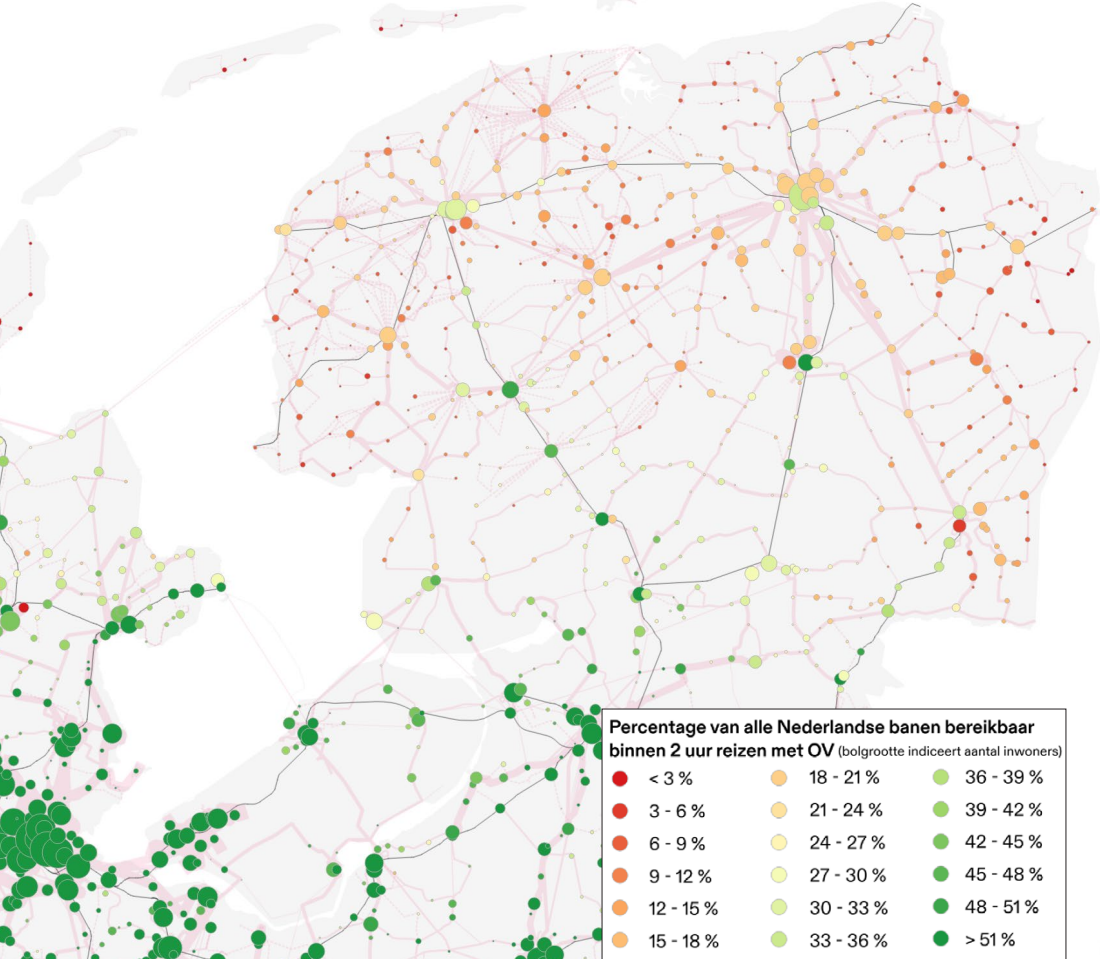 Percentage van alle Nederlandse banen bereikbaar
binnen 2 uur reizen met OV (bolgrootte indiceert aantal inwoners)
< 3 %
3 - 6 %
6 - 9 %
9 - 12 %
12 - 15 %
15 - 18 %
18 - 21 %
21 - 24 %
24 - 27 %
27 - 30 %
30 - 33 %
33 - 36 %
36 - 39 %
39 - 42 %
42 - 45 %
45 - 48 %
48 - 51 %
> 51 %